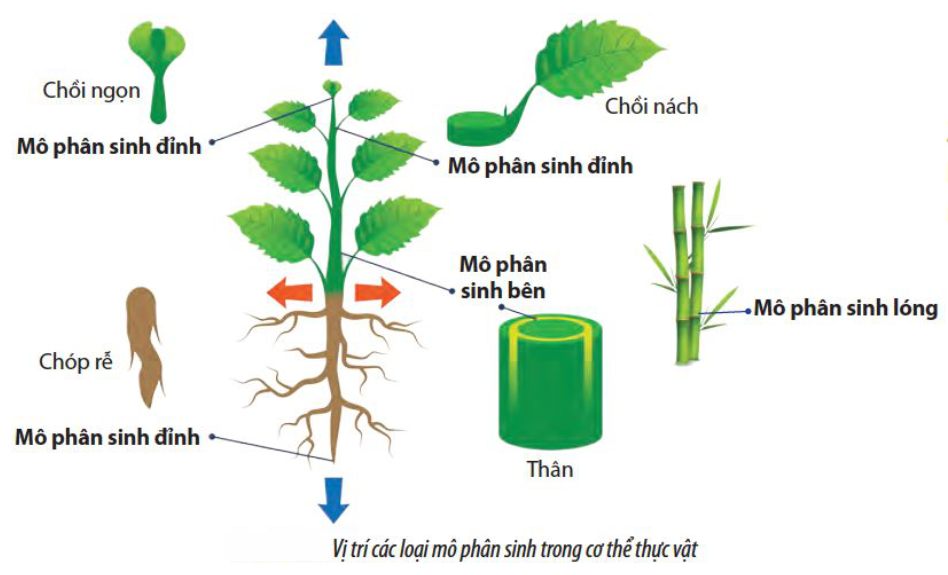 Chồi ngọn
Mô phân sinh đỉnh
Chồi nách
Mô phân sinh đỉnh
Mô phân
sinh bên
Mô phân sinh lóng
Chóp rễ
Mô phân sinh đỉnh
Thân
Vị trí các loại mô phân sinh trong cơ thể thực vật